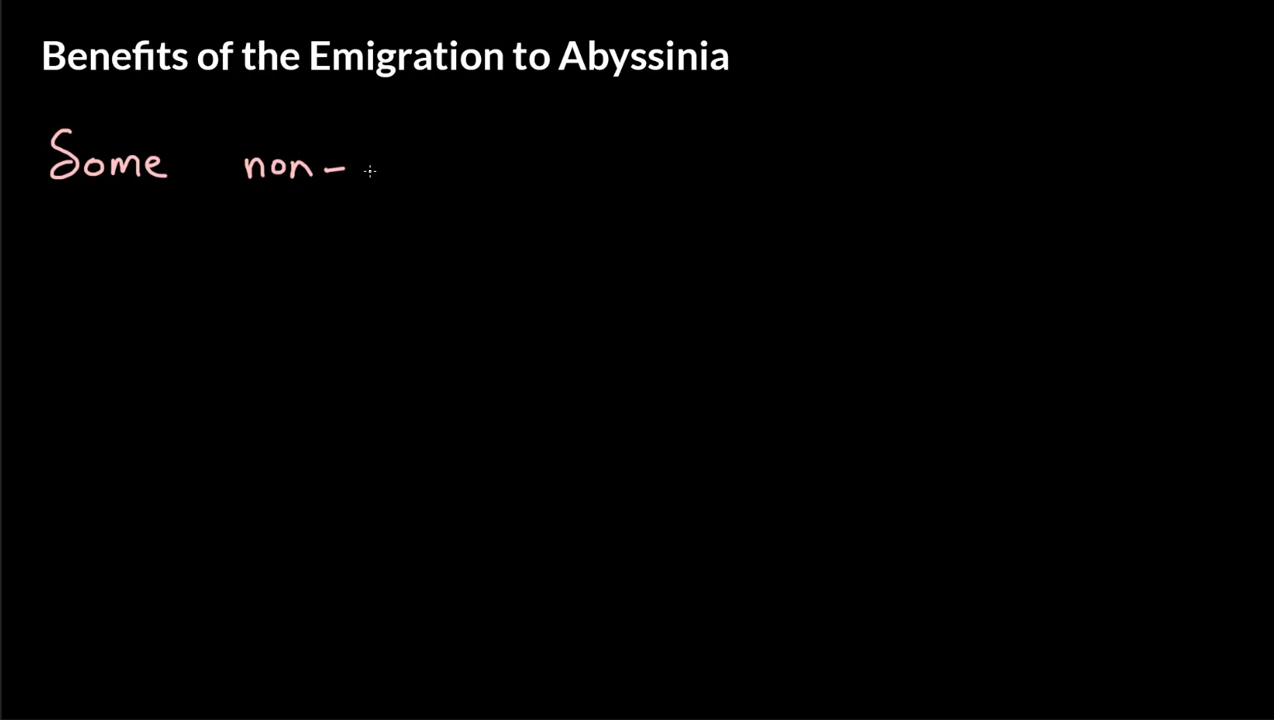 Benefits of the Emigration to Abyssinia
Some non-